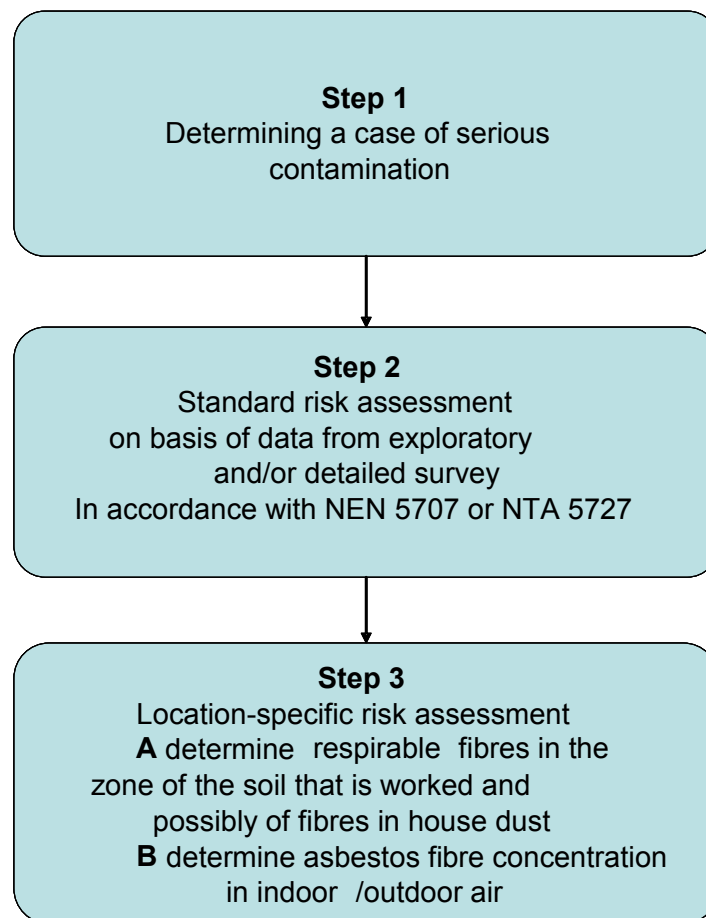 Step 1
Determining a case of serious
contamination
Step 2
Standard risk assessment
on basis of data from exploratory
and/or detailed survey
In accordance with NEN 5707 or NTA 5727
Step 3
Location-specific risk assessment
A determine respirable fibres in the
zone of the soil that is worked and
possibly of fibres in house dust
B determine asbestos fibre concentration
in indoor /outdoor air